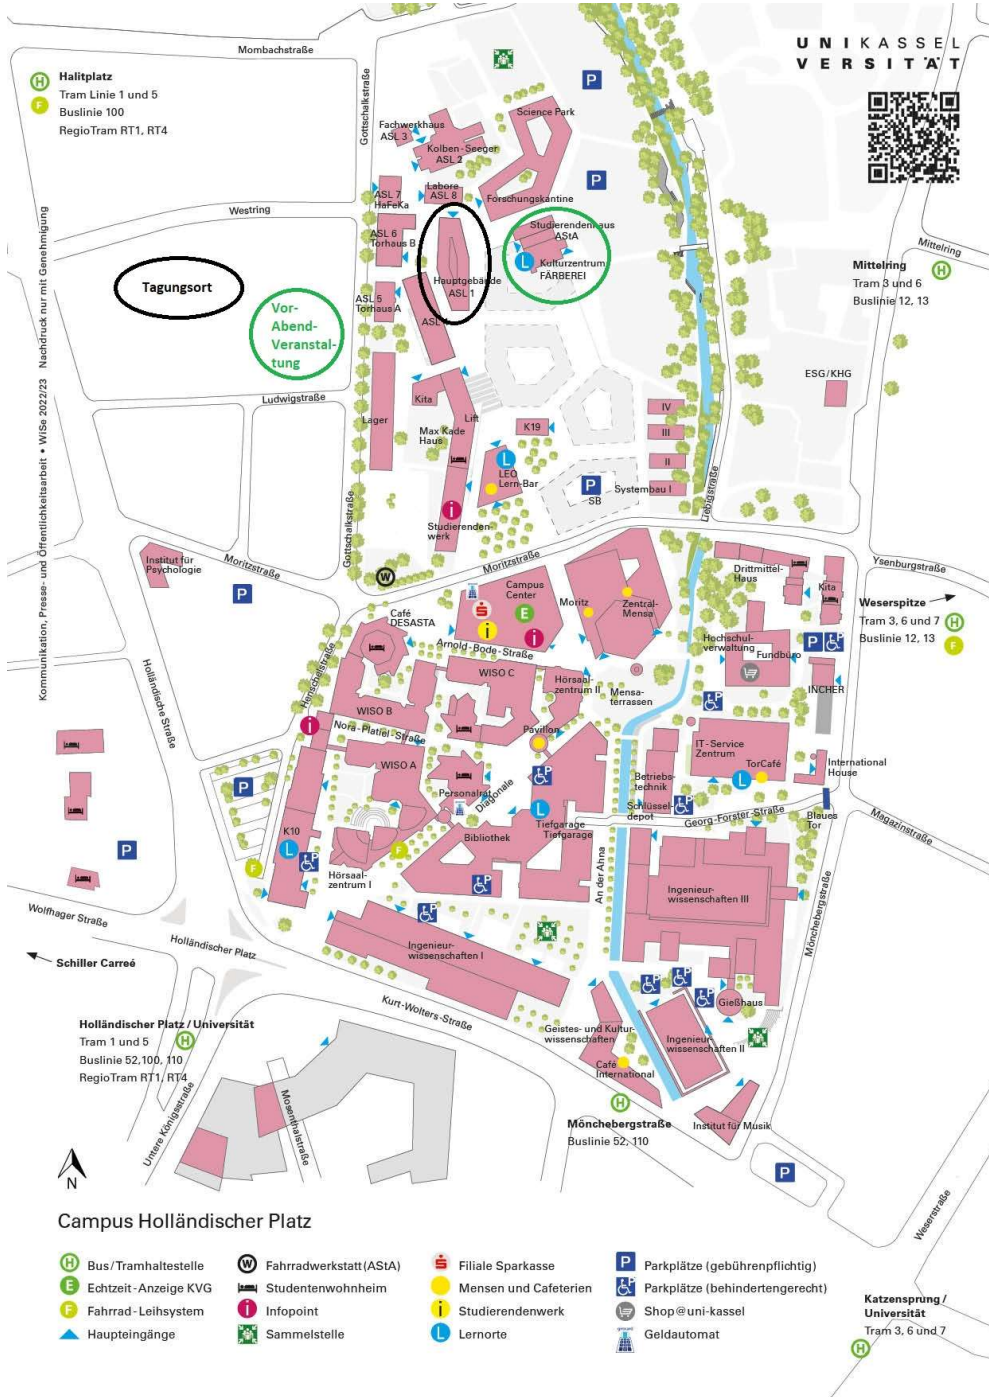 UNIKASSEL
VERSITÄT
Mombachstraße
H Halitplatz
F Tram Linie 1 und 5
Buslinie 100
RegioTram RT1, RT4
Gottschalkstraße
P
Science Park
Fachwerkhaus
ASL 3
Kolben-Seeger
ASL 2
P
Labore
ASL 8
ASL 7
HaFeKa
Forschungskantine
Westring
Studierendenhaus
AStA
ASL 6
Torhaus B
L
Kulturzentrum
FÄRBEREI
Mittelring
Mittelring H
Tram 3 und 6
Buslinie 12, 13
Tagungsort
Hauptgebäude
ASL 1
ASL 5
Torhaus A
Vor-
Abend-
Veranstal-
tung
ESG/KHG
Ludwigstraße
Kita
Lager
Lift
Max Kade
Haus
K19
IV
III
II
Systembau I
L
LEO
Lern-Bar
P
SB
i
Studierenden-
werk
Gottschalkstraße
Liebigstraße
Kommunikation, Presse- und Öffentlichkeitsarbeit • WiSe 2022/23 Nachdruck nur mit Genehmigung
Institut für
Psychologie
Moritzstraße
Moritzstraße
W
P
Drittmittel-
Haus
Kita
Ysenburgstraße
Weserspitze
Tram 3, 6 und 7 H
Buslinie 12, 13 F
Campus
Center
S
E
i
i
Moritz
Zentral-
Mensa
Café
DESASTA
Arnold-Bode-Straße
Hochschul-
verwaltung
Fundbüro
P
INCHER
Henschelstraße
Holländische Straße
WISO C
Hörsaal-
zentrum II
Mensa-
terrassen
WISO B
i
Nora-Platiel-Straße
Pavillon
IT-Service
Zentrum
TorCafé
L
International
House
WISO A
Personalrat
Diagonale
P
Betriebs-
technik
Schlüssel-
depot
Georg-Forster-Straße
Blaues
Tor
Magazinstraße
L
Tiefgarage
Tiefgarage
K10
L
Bibliothek
P
F
F
Hörsaal-
zentrum I
An der Ahna
Ingenieur-
wissenschaften III
Mönchebergstraße
Wolfhager Straße
Holländischer Platz
Ingenieur-
wissenschaften I
Schiller Carreé
Kurt-Wolters-Straße
Gießhaus
Holländischer Platz / Universität
Tram 1 und 5 H
Buslinie 52,100, 110
RegioTram RT1, RT4
Geistes- und Kultur-
wissenschaften
Ingenieur-
wissenschaften II
Café
International
H
Mönchebergstraße
Buslinie 52, 110
Institut für Musik
Untere Königsstraße
Mosenthalstraße
P
Weserstraße
N
Campus Holländischer Platz
H Bus/Tramhaltestelle
E Echtzeit-Anzeige KVG
F Fahrrad-Leihsystem
Haupteingänge
W Fahrradwerkstatt (AStA)
Studentenwohnheim
i Infopoint
Sammelstelle
S Filiale Sparkasse
Mensen und Cafeterien
i Studierendenwerk
L Lernorte
P Parkplätze (gebührenpflichtig)
P Parkplätze (behindertengerecht)
Shop@uni-kassel
Geldautomat
Katzensprung /
Universität
Tram 3, 6 und 7
H